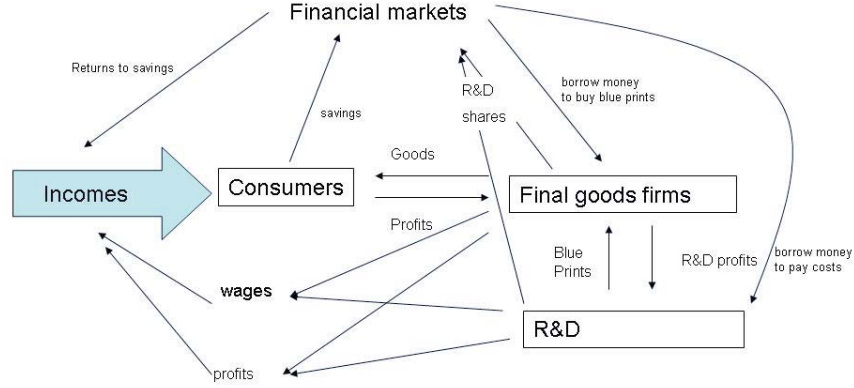 Financial markets
Returns to savings
R&D
shares
borrow money
to buy blue prints
savings
Goods
Incomes
Consumers
Final goods firms
Profits
Blue
Prints
R&D profits
borrow money
to pay costs
wages
R&D
profits